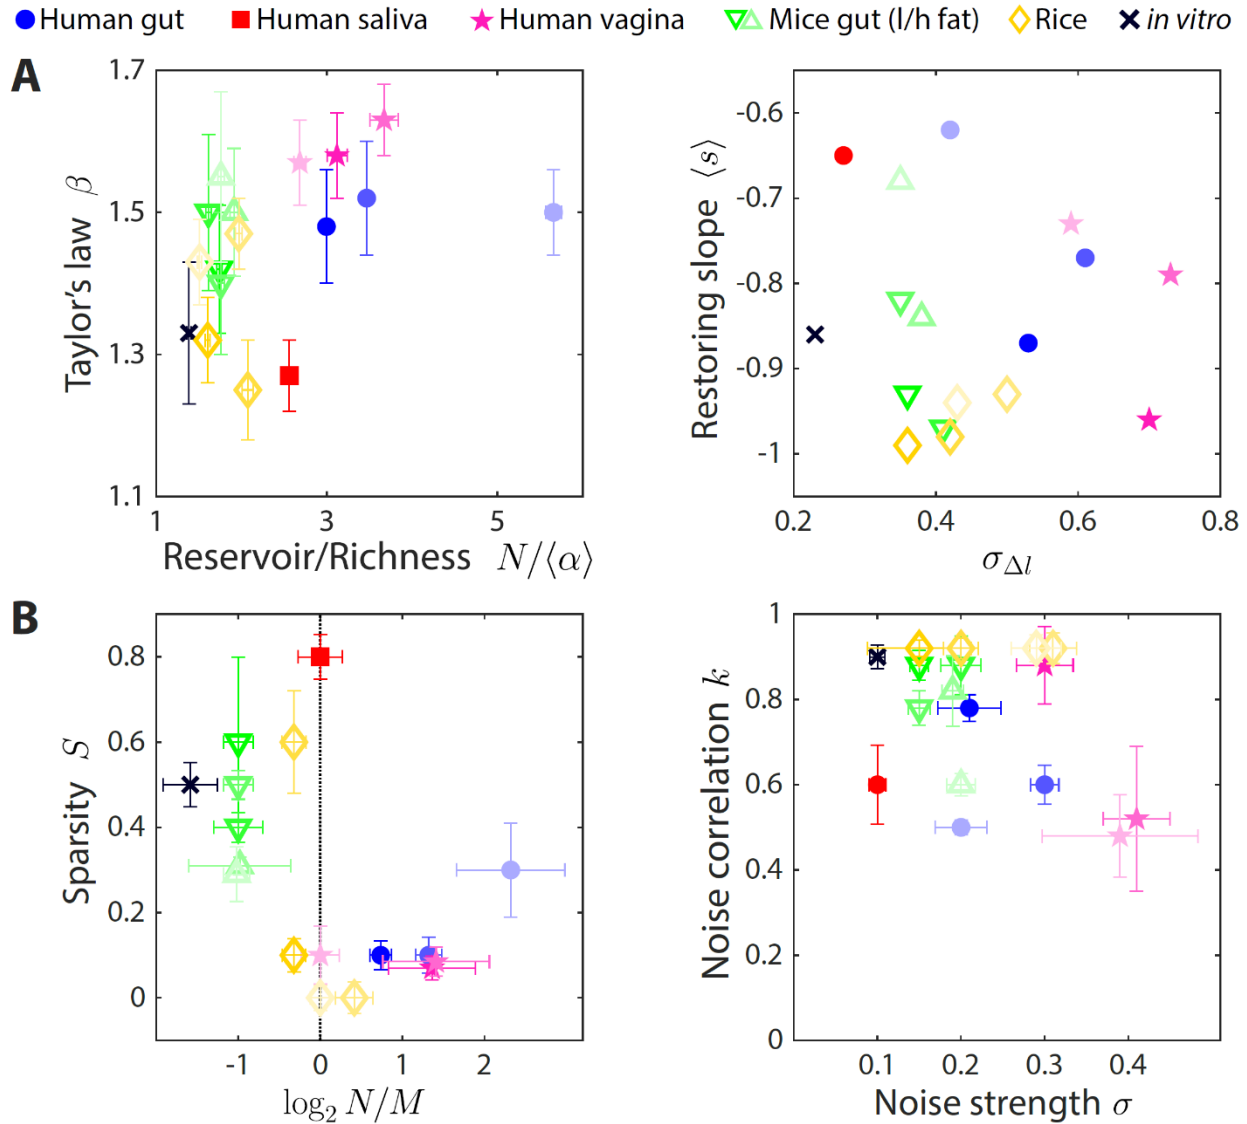 Human gut Human saliva Human vagina Mice gut (l/h fat) Rice in vitro
A
1.7
1.5
1.3
1.1
Taylor's law β
1 3 5
Reservoir/Richness N/⟨α⟩
-0.6
-0.7
-0.8
-0.9
-1
Restoring slope ⟨s⟩
0.2 0.4 0.6 0.8
σΔl
B
0.8
0.6
0.4
0.2
0
Sparsity S
-1 0 1 2
log₂ N/M
1
0.8
0.6
0.4
0.2
0
Noise correlation k
0.1 0.2 0.3 0.4
Noise strength σ